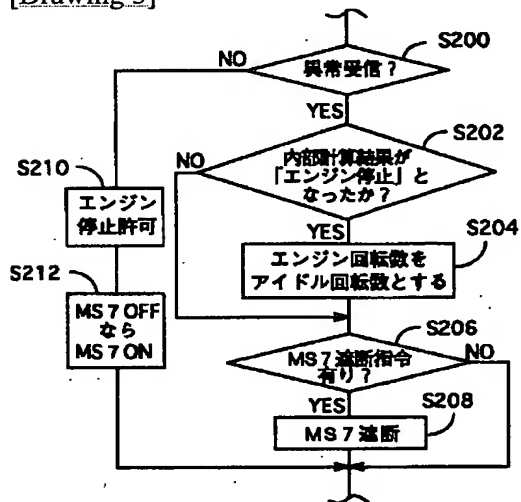 [Drawing 5]
S200
異常受信?
NO
YES
S202
内部計算結果が
「エンジン停止」と
なったか?
NO
YES
S210
エンジン
停止許可
S204
エンジン回転数を
アイドル回転数とする
S212
MS7 OFF
なら
MS7 ON
S206
MS7遮断指令
有り?
NO
YES
S208
MS7遮断